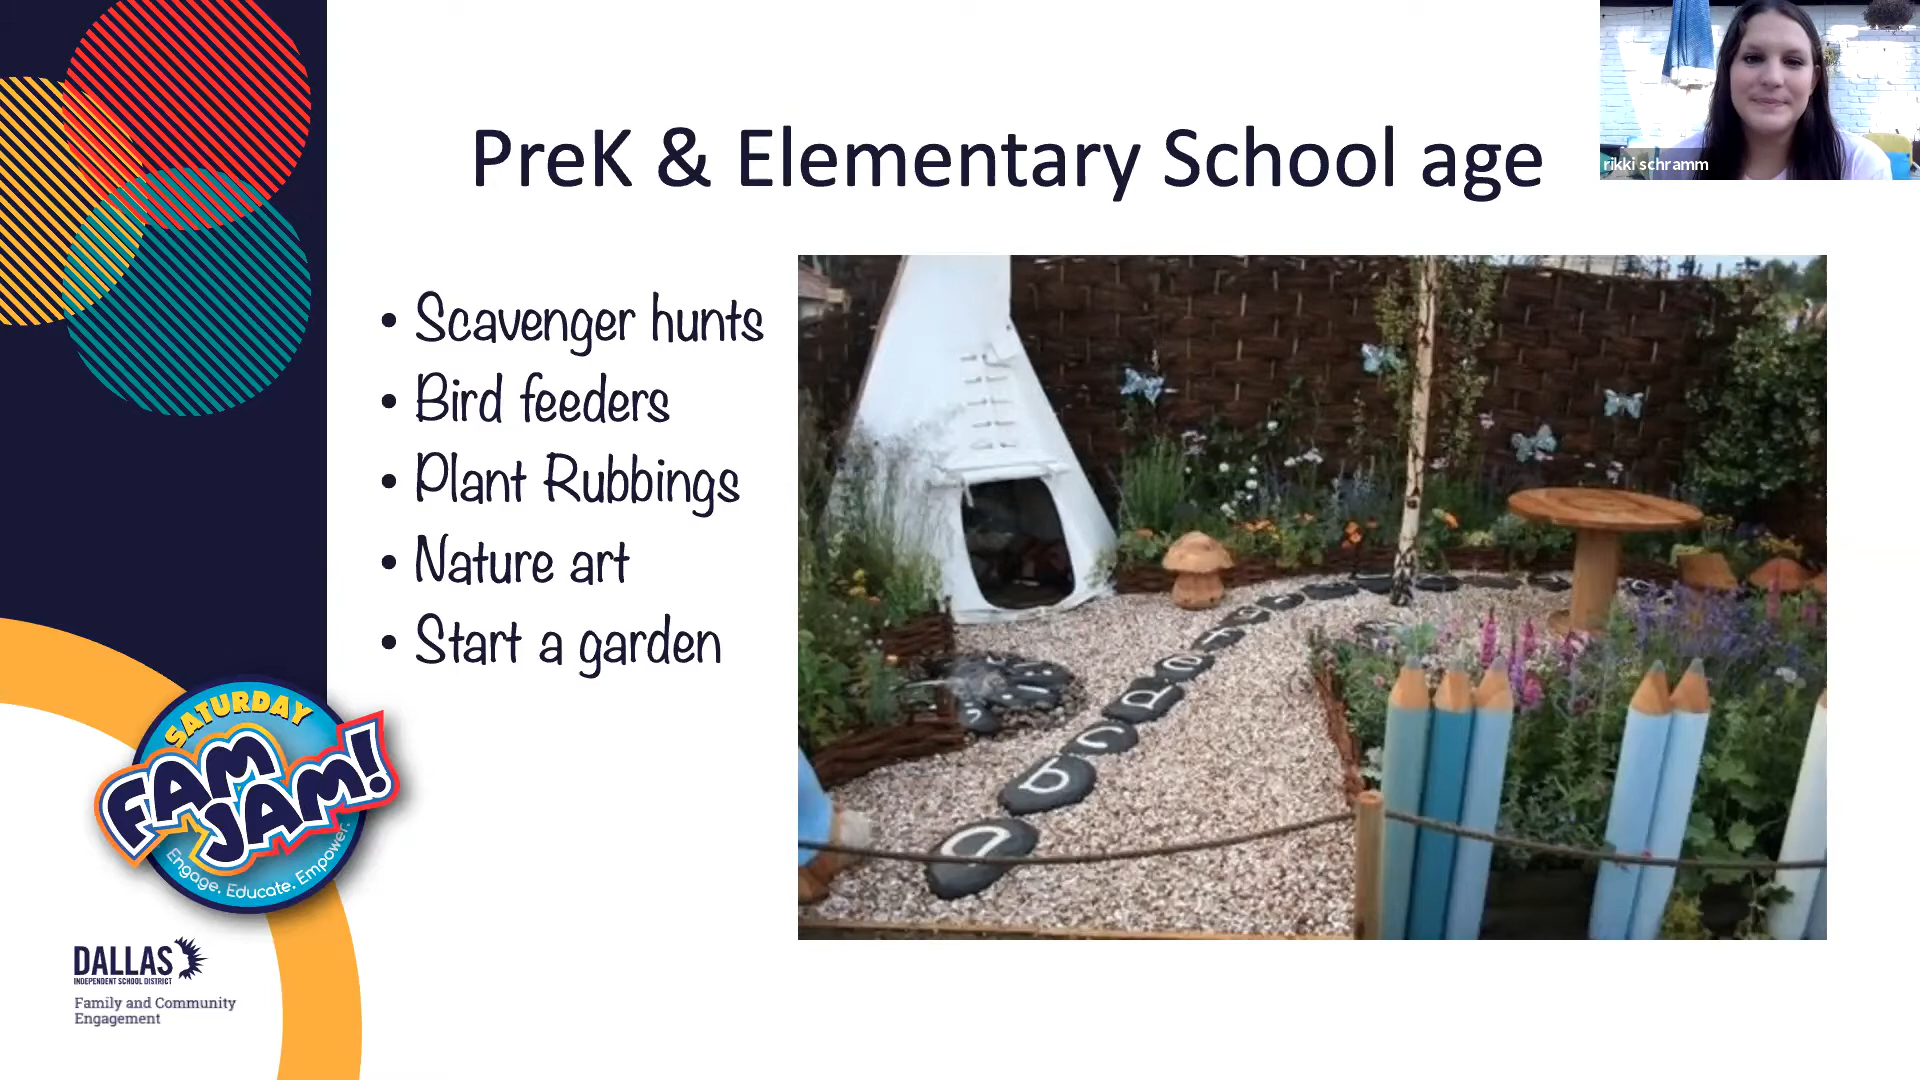 PreK & Elementary School age
rikki schramm
• Scavenger hunts
• Bird feeders
• Plant Rubbings
• Nature art
• Start a garden
a
b
c
d
e
f
SATURDAY
FAM
JAM!
Engage. Educate. Empower.
DALLAS
INDEPENDENT SCHOOL DISTRICT
Family and Community
Engagement